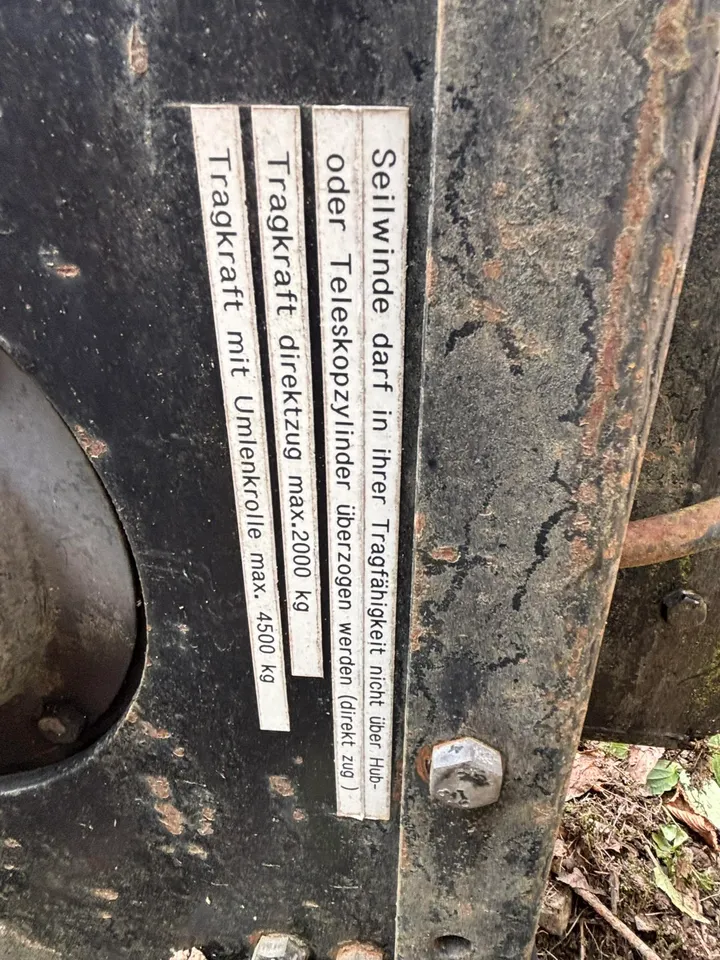 Seilwinde darf in ihrer Tragfähigkeit nicht über Hub-
oder Teleskopzylinder überzogen werden (direkt zug )
Tragkraft direktzug max.2000 kg
Tragkraft mit Umlenkrolle max. 4500 kg